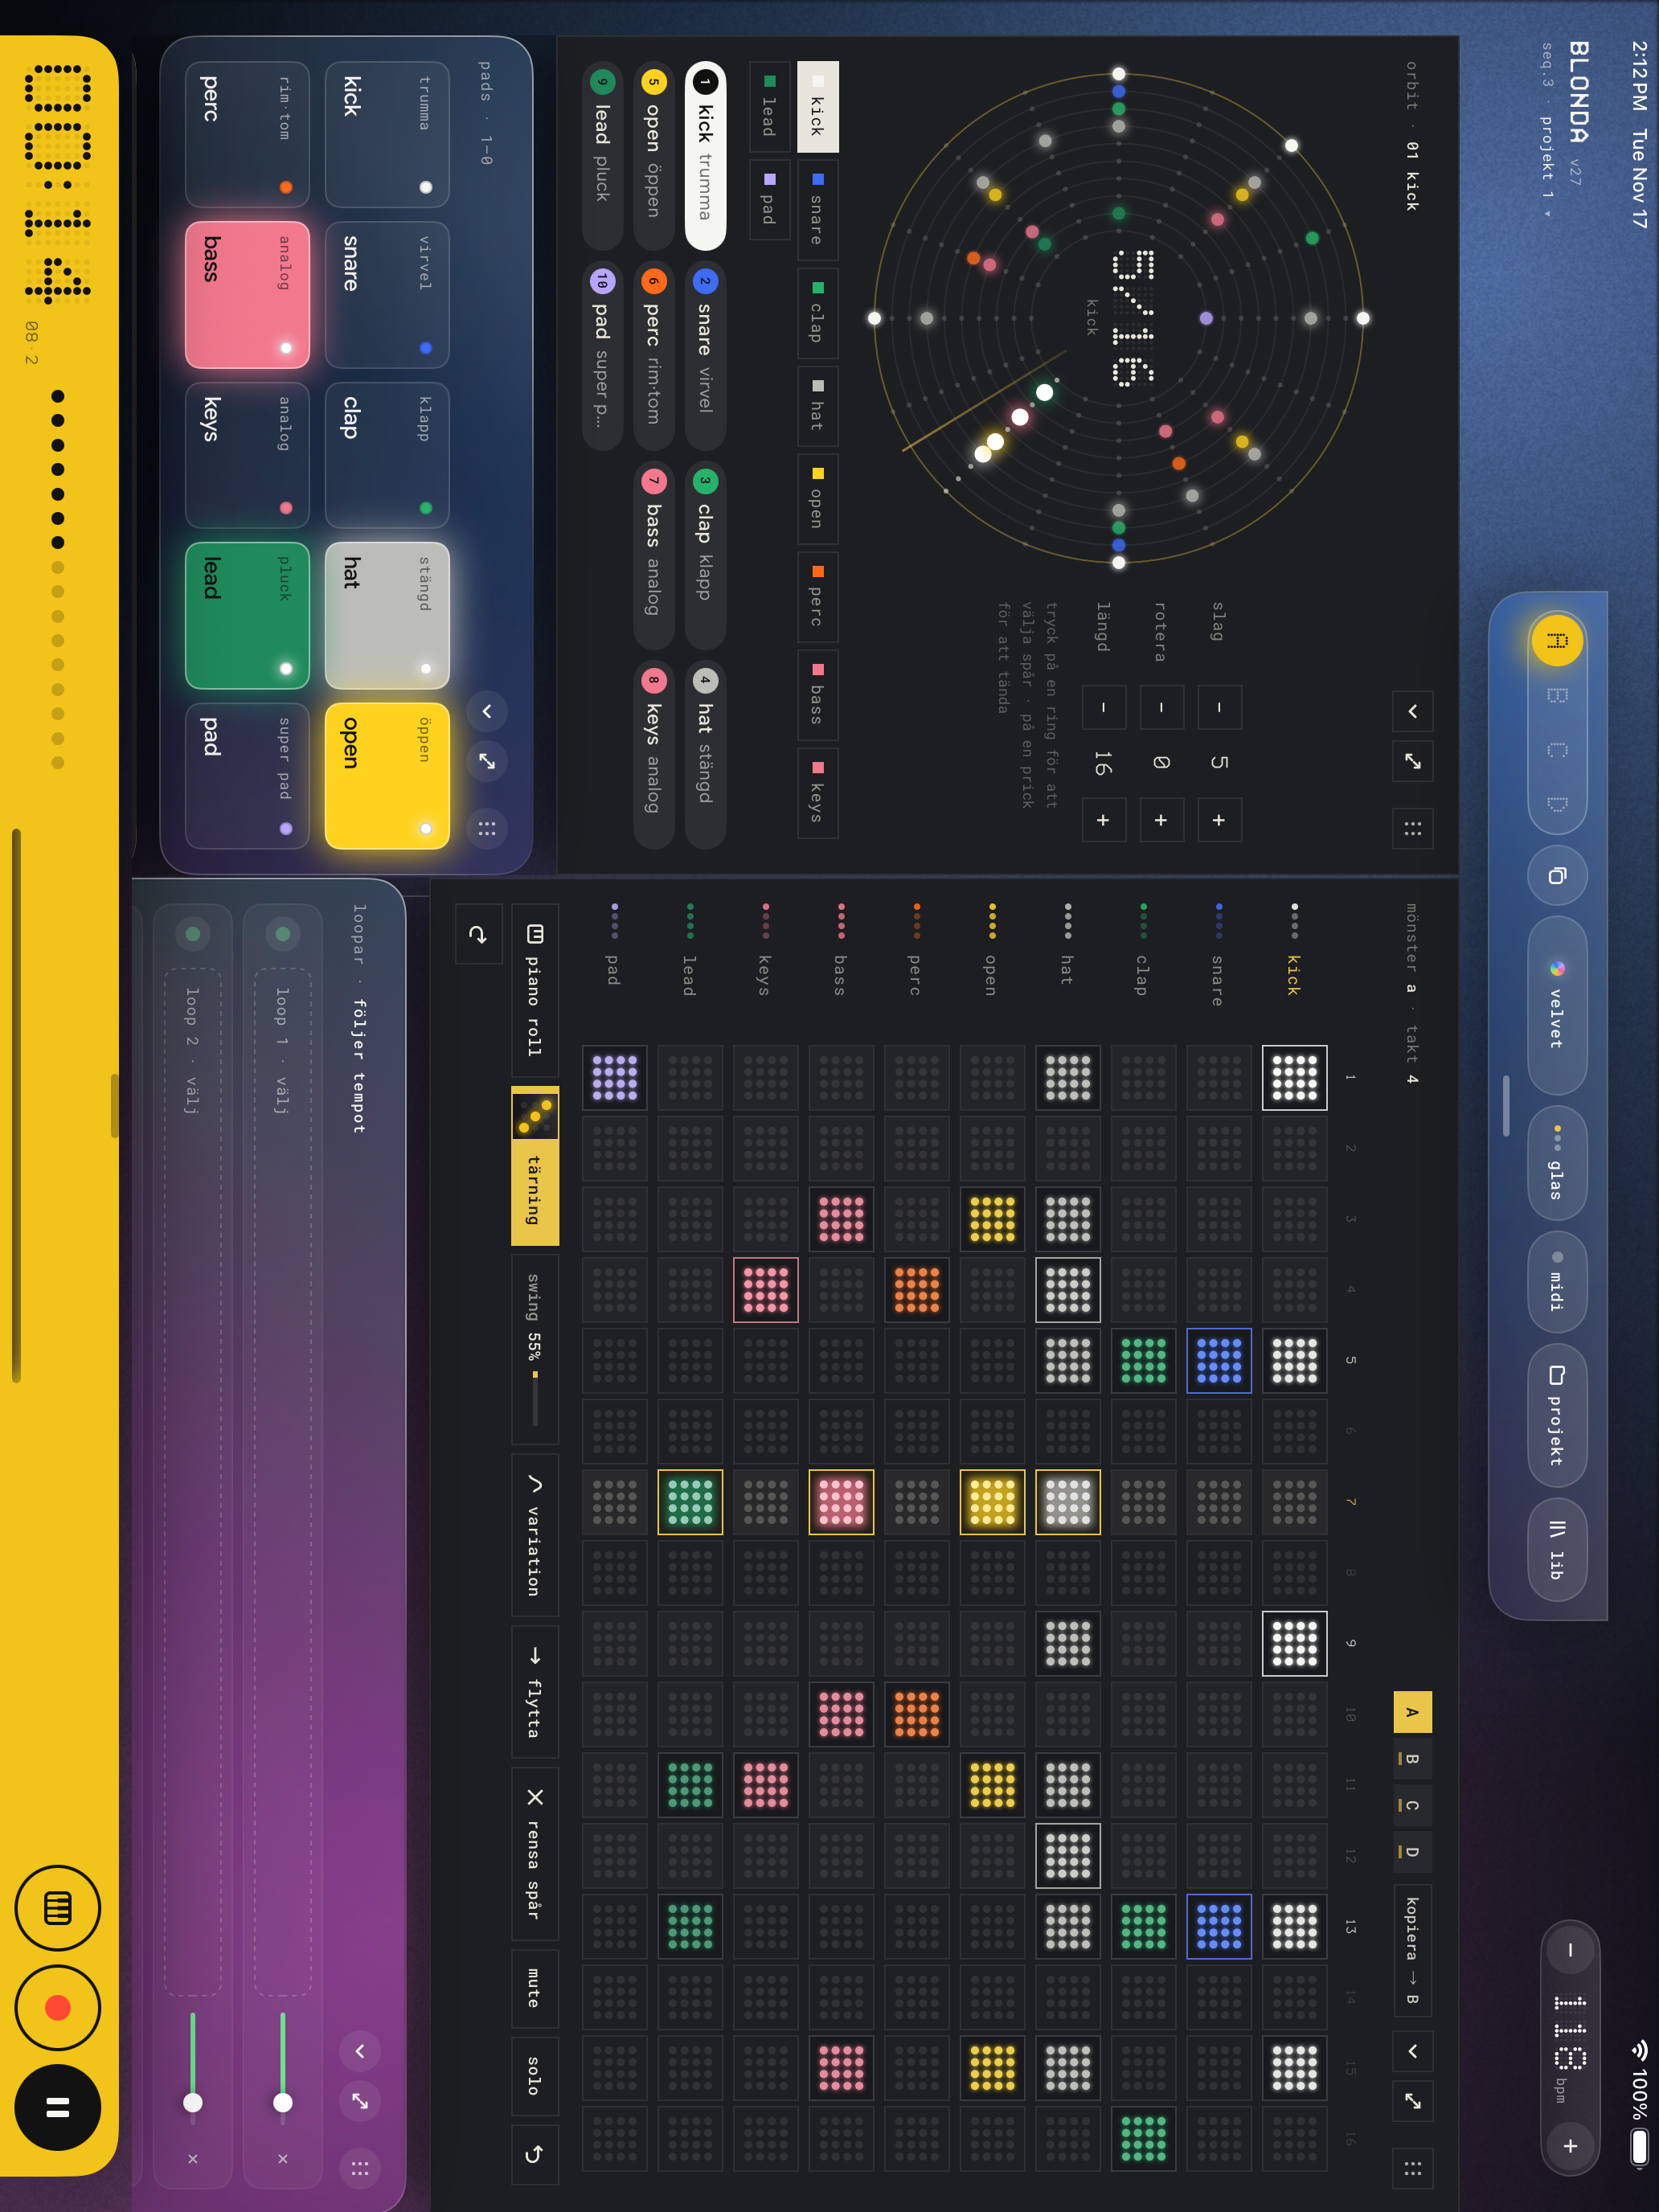 2:12 PM Tue Nov 17
100%
BLONDA v27
seq.3 · projekt 1
A B C D
velvet
glas
midi
projekt
lib
− 118 bpm +
orbit · 01 kick
5/16
kick
slag − 5 +
rotera − 0 +
längd − 16 +
tryck på en ring för att
välja spår · på en prick
för att tända
kick snare clap hat open perc bass keys
lead pad
1 kick trumma
2 snare virvel
3 clap klapp
4 hat stängd
5 open öppen
6 perc rim·tom
7 bass analog
8 keys analog
9 lead pluck
10 pad super p…
pads · 1–0
trumma
kick
virvel
snare
klapp
clap
stängd
hat
öppen
open
rim·tom
perc
analog
bass
analog
keys
pluck
lead
super pad
pad
mönster a · takt 4
A B C D kopiera → B
1 2 3 4 5 6 7 8 9 10 11 12 13 14 15 16
kick
snare
clap
hat
open
perc
bass
keys
lead
pad
piano roll
tärning
swing 55%
variation
→ flytta
rensa spår
mute
solo
loopar · följer tempot
loop 1 · välj
×
loop 2 · välj
×
08·2